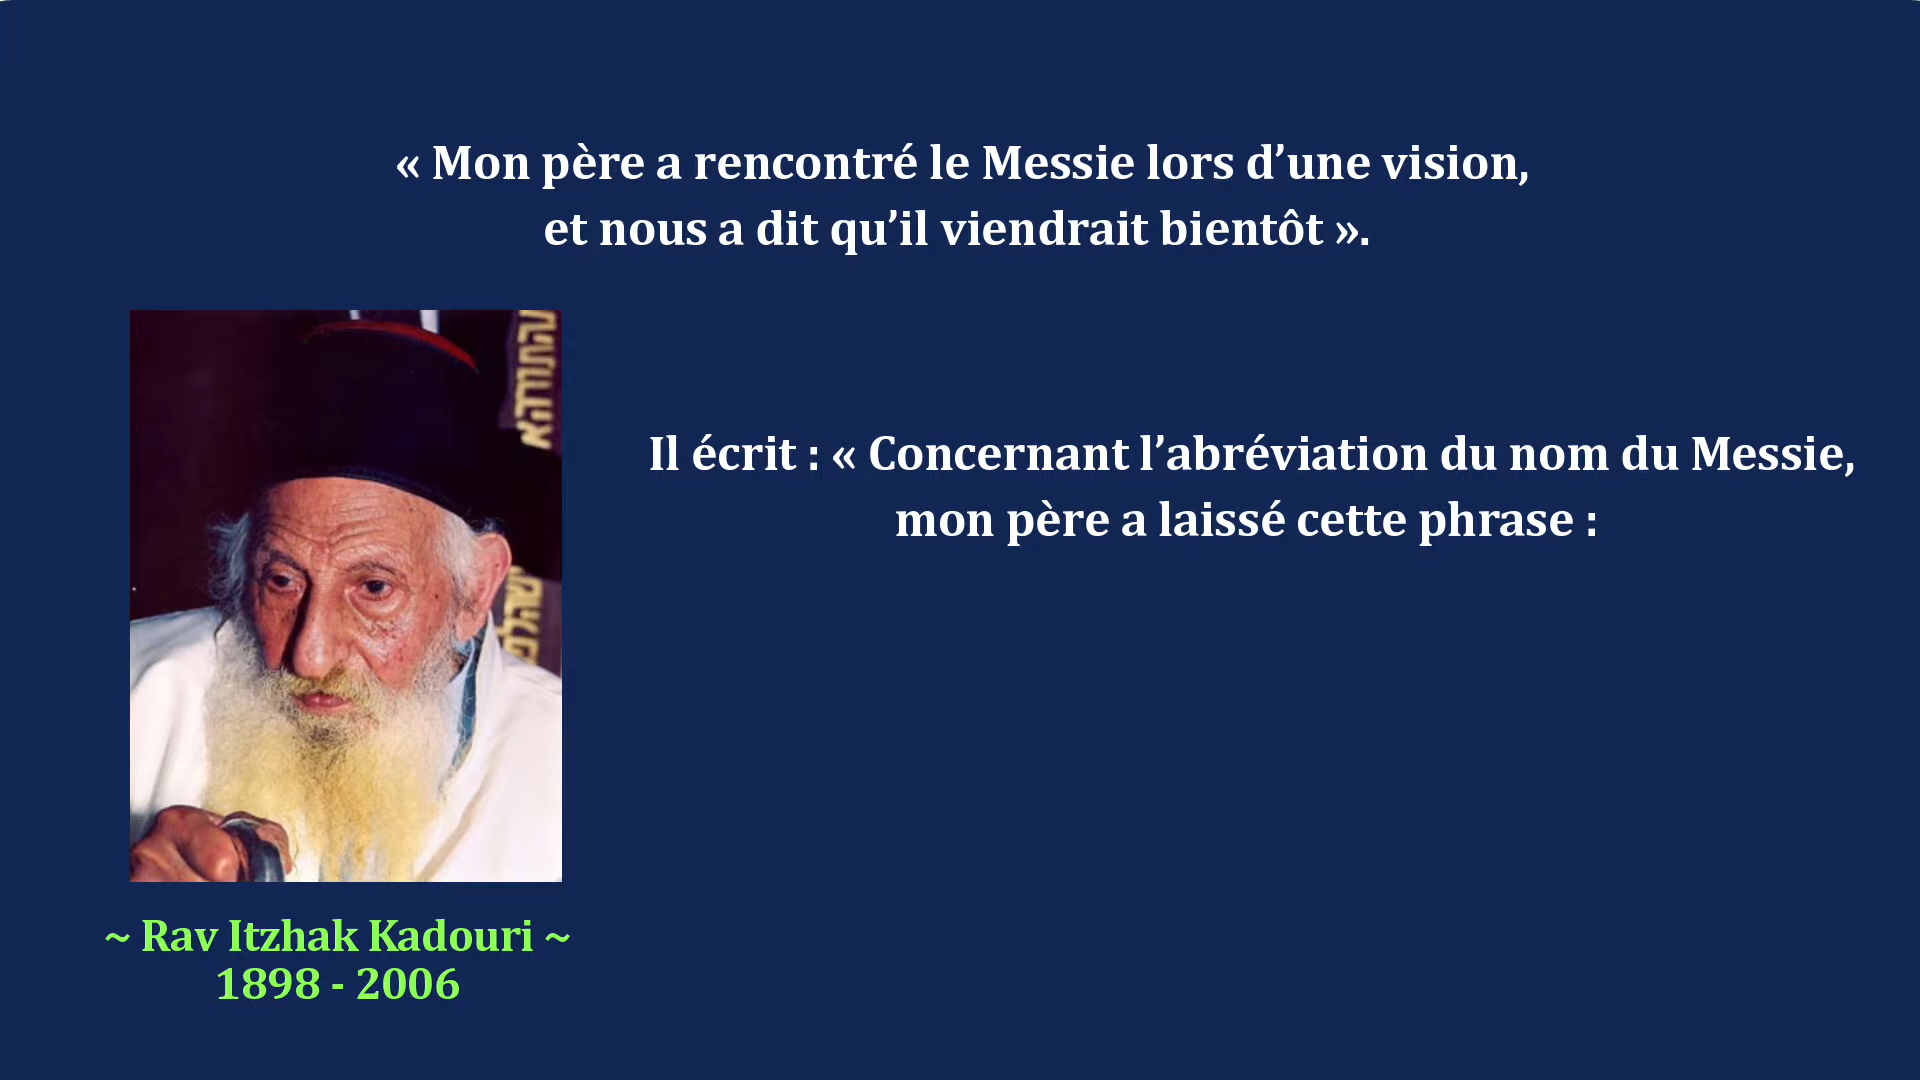 « Mon père a rencontré le Messie lors d’une vision,
et nous a dit qu’il viendrait bientôt ».
Il écrit : « Concernant l’abréviation du nom du Messie,
mon père a laissé cette phrase :
~ Rav Itzhak Kadouri ~
1898 - 2006